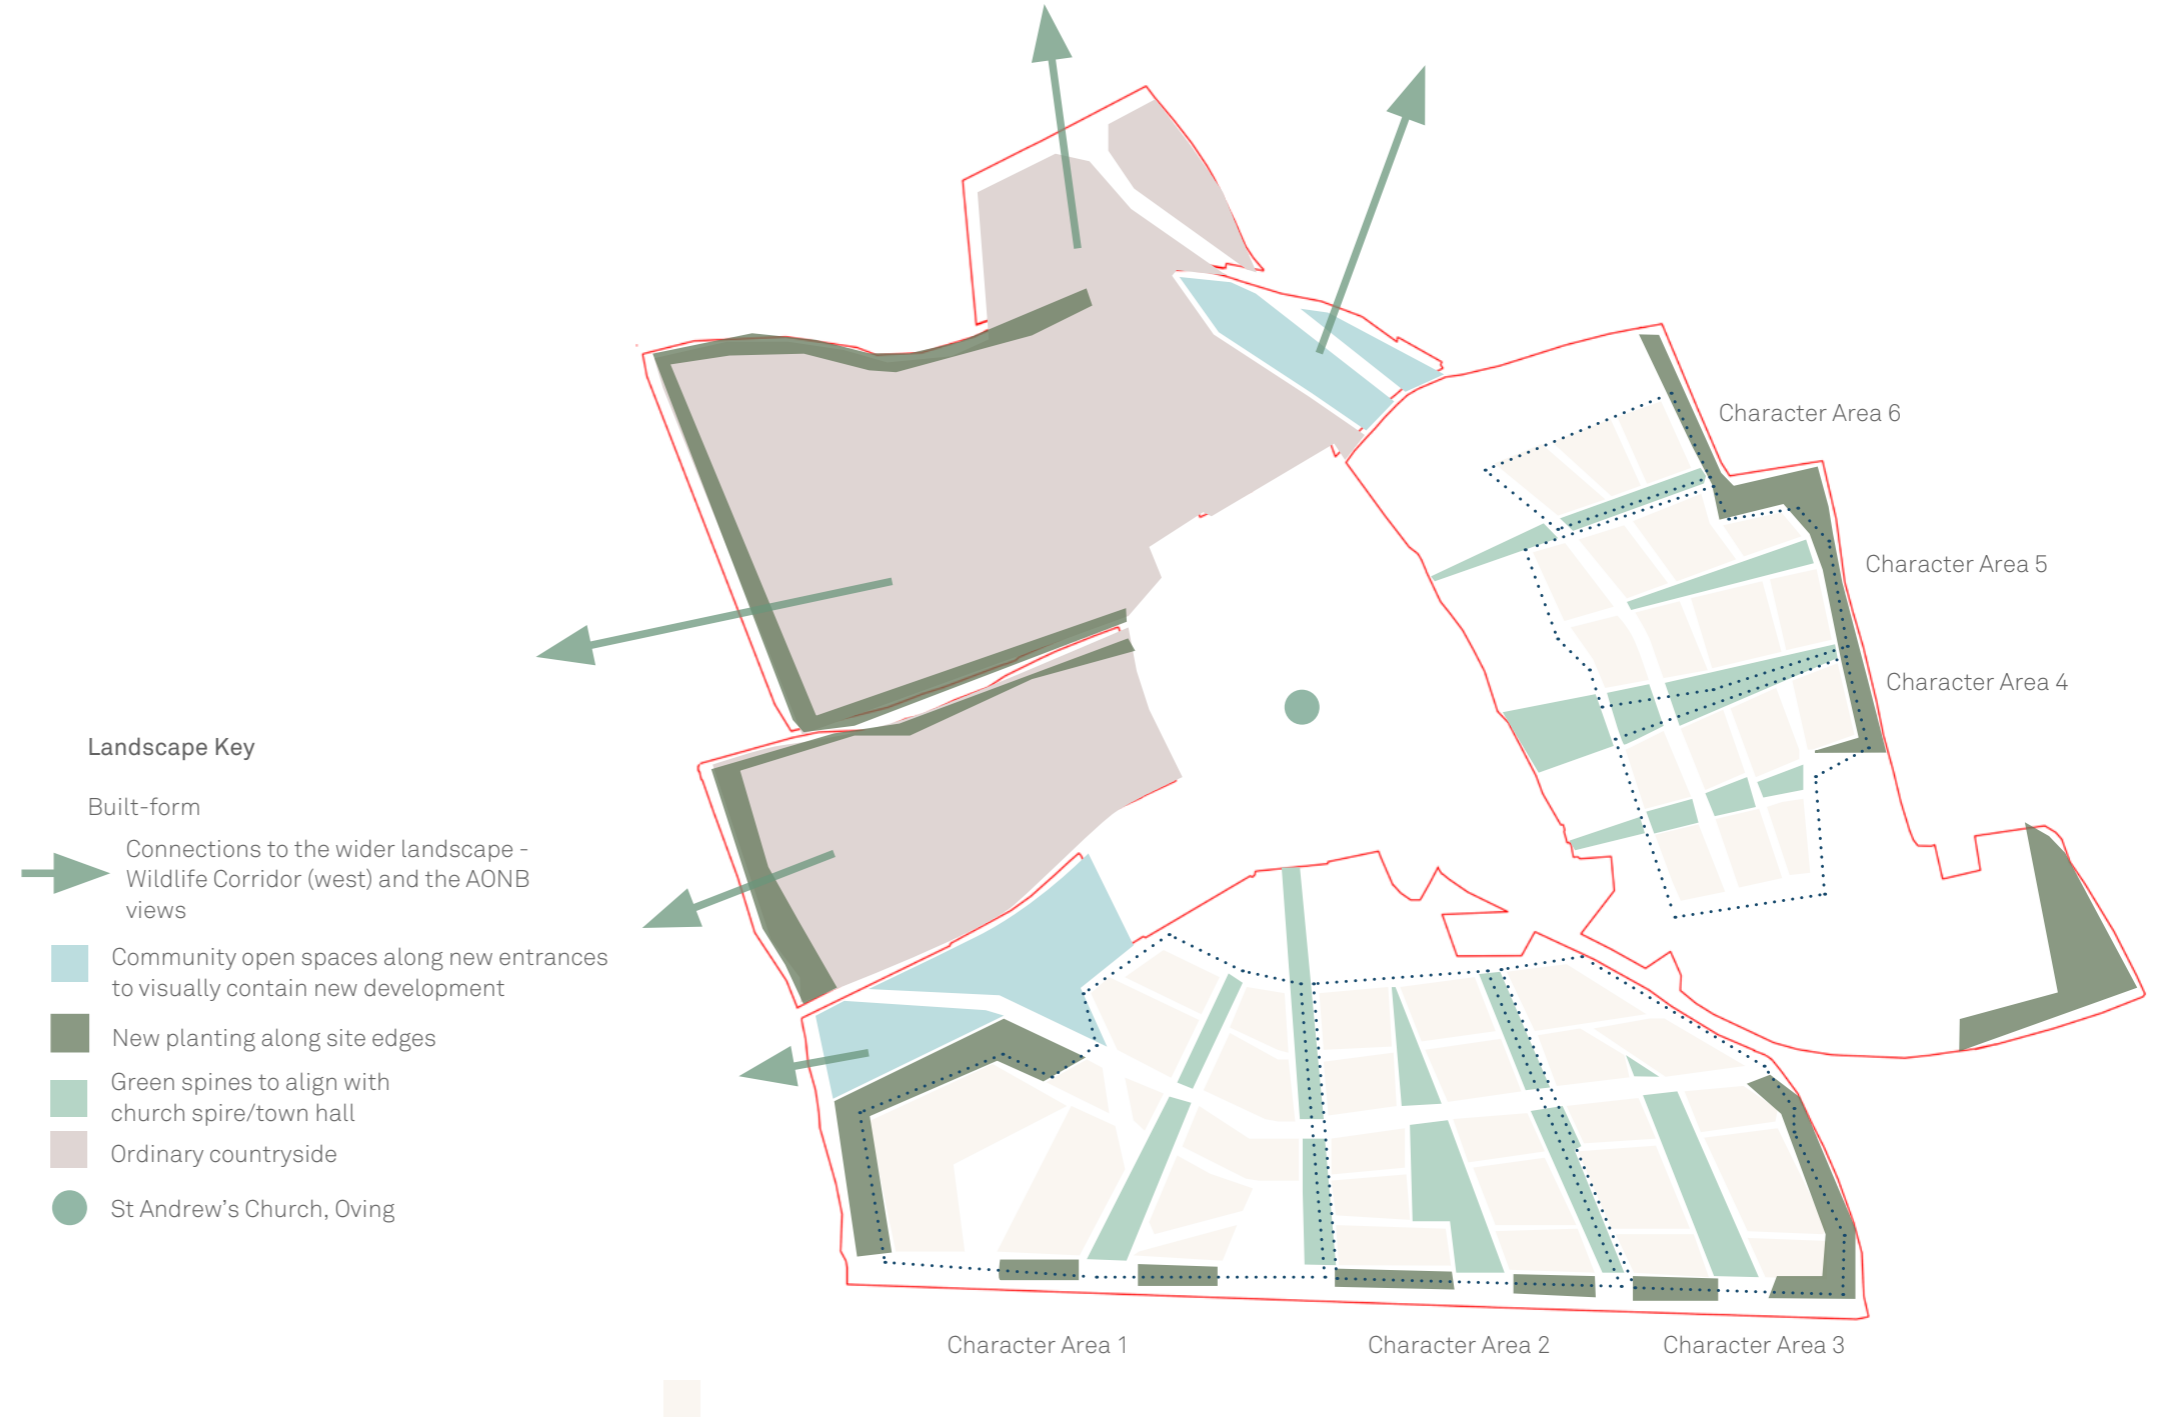 Character Area 6
Character Area 5
Character Area 4
Landscape Key
Built-form
Connections to the wider landscape -
Wildlife Corridor (west) and the AONB
views
Community open spaces along new entrances
to visually contain new development
New planting along site edges
Green spines to align with
church spire/town hall
Ordinary countryside
St Andrew's Church, Oving
Character Area 1
Character Area 2
Character Area 3